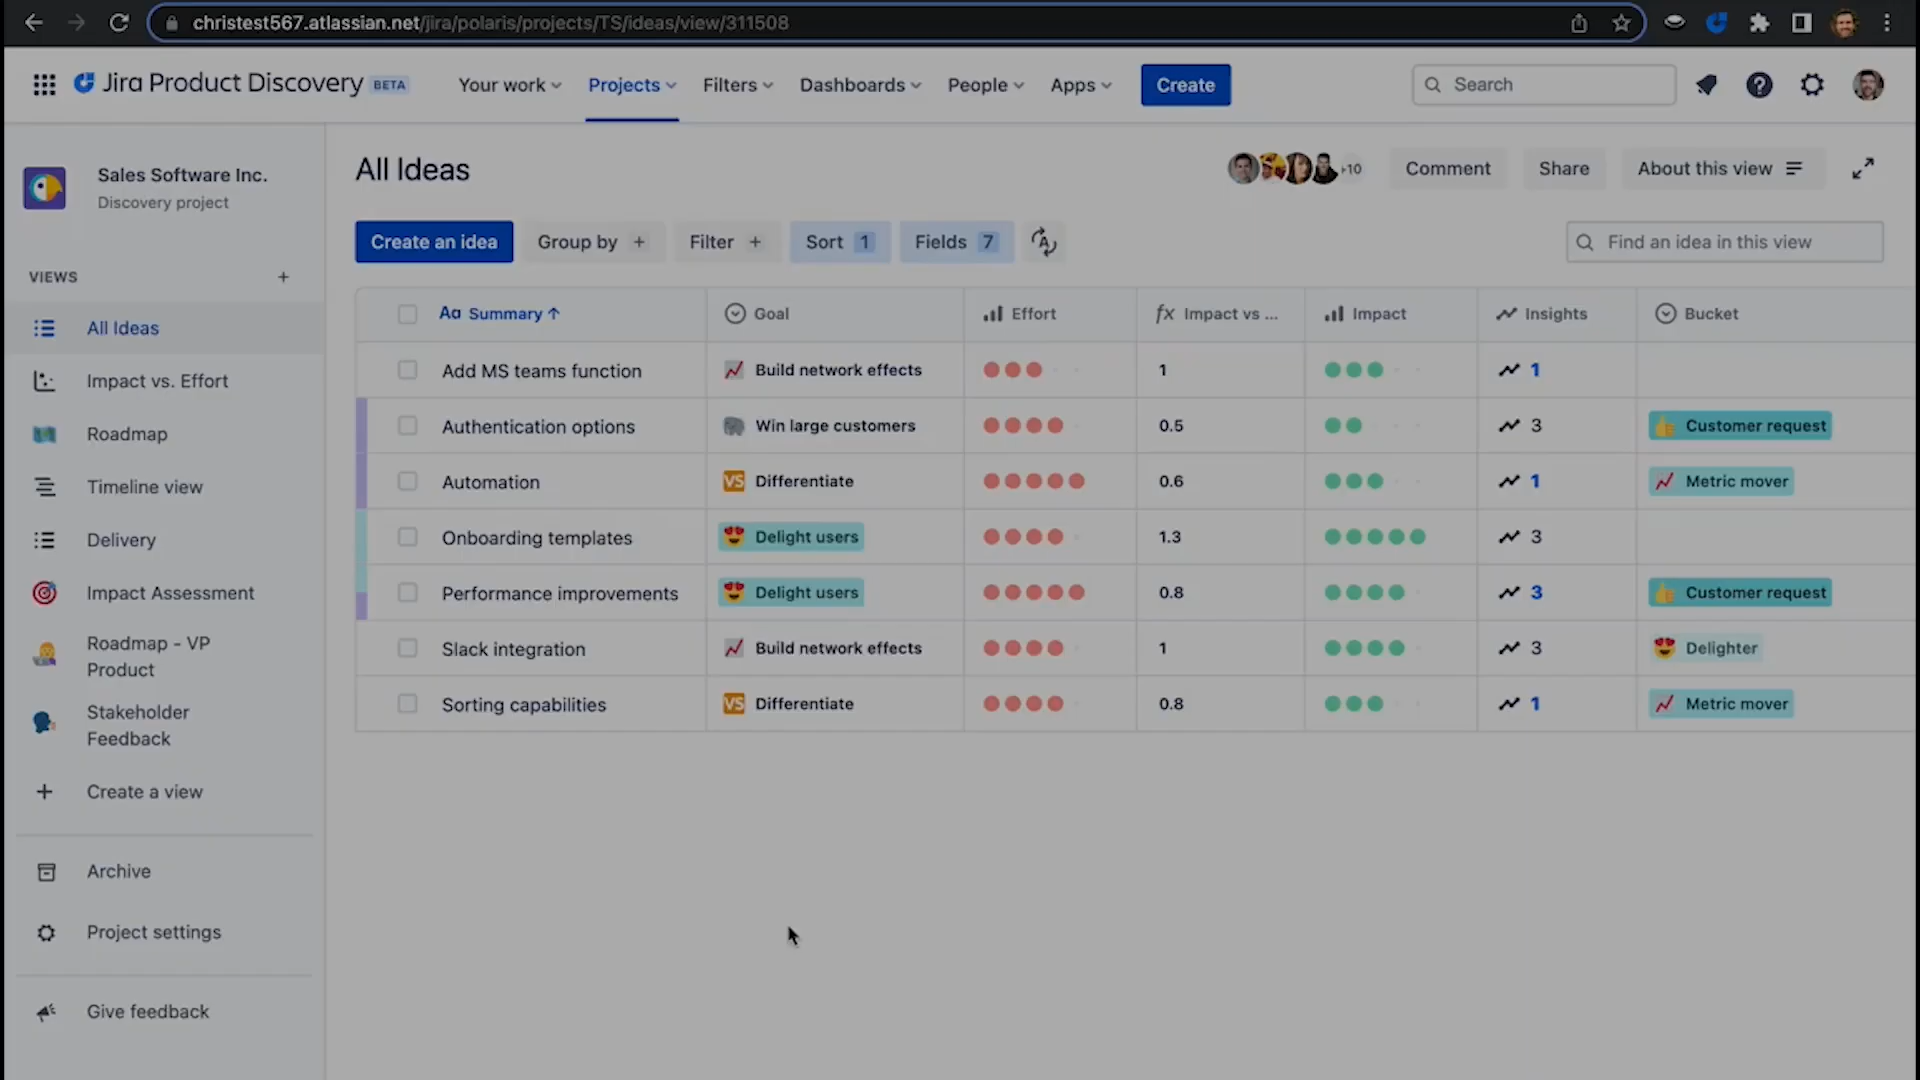 christest567.atlassian.net/jira/polaris/projects/TS/ideas/view/311508
Jira Product Discovery BETA Your work Projects Filters Dashboards People Apps Create Search
Sales Software Inc.
Discovery project
VIEWS
All Ideas
Impact vs. Effort
Roadmap
Timeline view
Delivery
Impact Assessment
Roadmap - VP
Product
Stakeholder
Feedback
Create a view
Archive
Project settings
Give feedback
All Ideas +10 Comment Share About this view
Create an idea Group by + Filter + Sort 1 Fields 7 Find an idea in this view
Aa Summary ↑ Goal Effort fx Impact vs ... Impact Insights Bucket
Add MS teams function Build network effects 1 1
Authentication options Win large customers 0.5 3 Customer request
Automation VS Differentiate 0.6 1 Metric mover
Onboarding templates Delight users 1.3 3
Performance improvements Delight users 0.8 3 Customer request
Slack integration Build network effects 1 3 Delighter
Sorting capabilities VS Differentiate 0.8 1 Metric mover